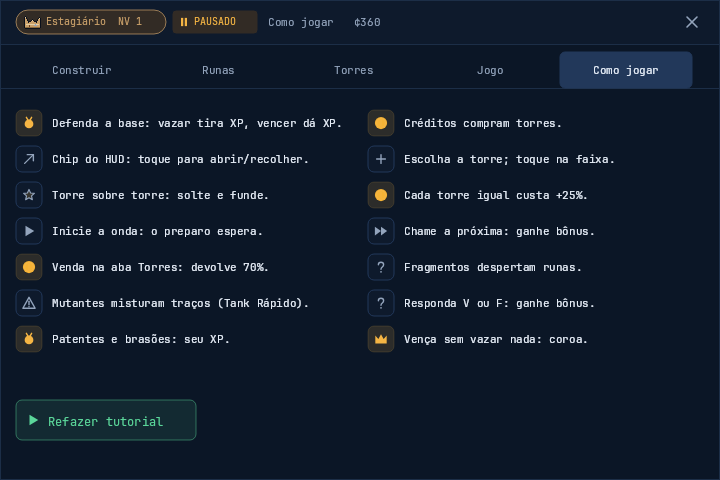 Estagiário NV 1 PAUSADO Como jogar ¢360
Construir Runas Torres Jogo Como jogar
Defenda a base: vazar tira XP, vencer dá XP. Créditos compram torres.
Chip do HUD: toque para abrir/recolher. Escolha a torre; toque na faixa.
Torre sobre torre: solte e funde. Cada torre igual custa +25%.
Inicie a onda: o preparo espera. Chame a próxima: ganhe bônus.
Venda na aba Torres: devolve 70%. Fragmentos despertam runas.
Mutantes misturam traços (Tank Rápido). Responda V ou F: ganhe bônus.
Patentes e brasões: seu XP. Vença sem vazar nada: coroa.
Refazer tutorial